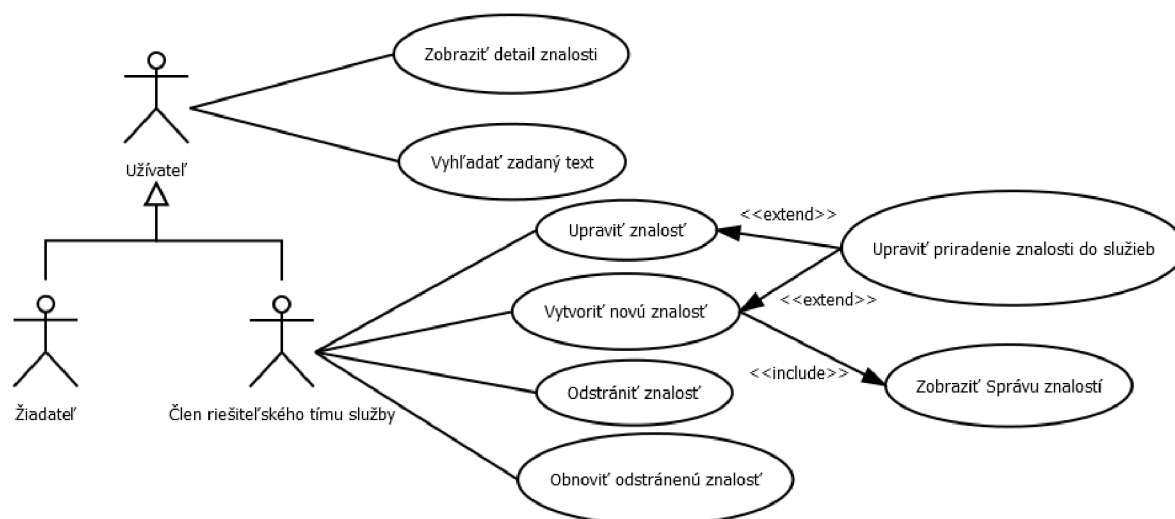 Zobraziť detail znalosti
Užívateľ
Vyhľadať zadaný text
Upraviť znalosť
<<extend>>
Upraviť priradenie znalosti do služieb
Vytvoriť novú znalosť
<<extend>>
<<include>>
Zobraziť Správu znalostí
Odstrániť znalosť
Žiadateľ
Člen riešiteľského tímu služby
Obnoviť odstránenú znalosť